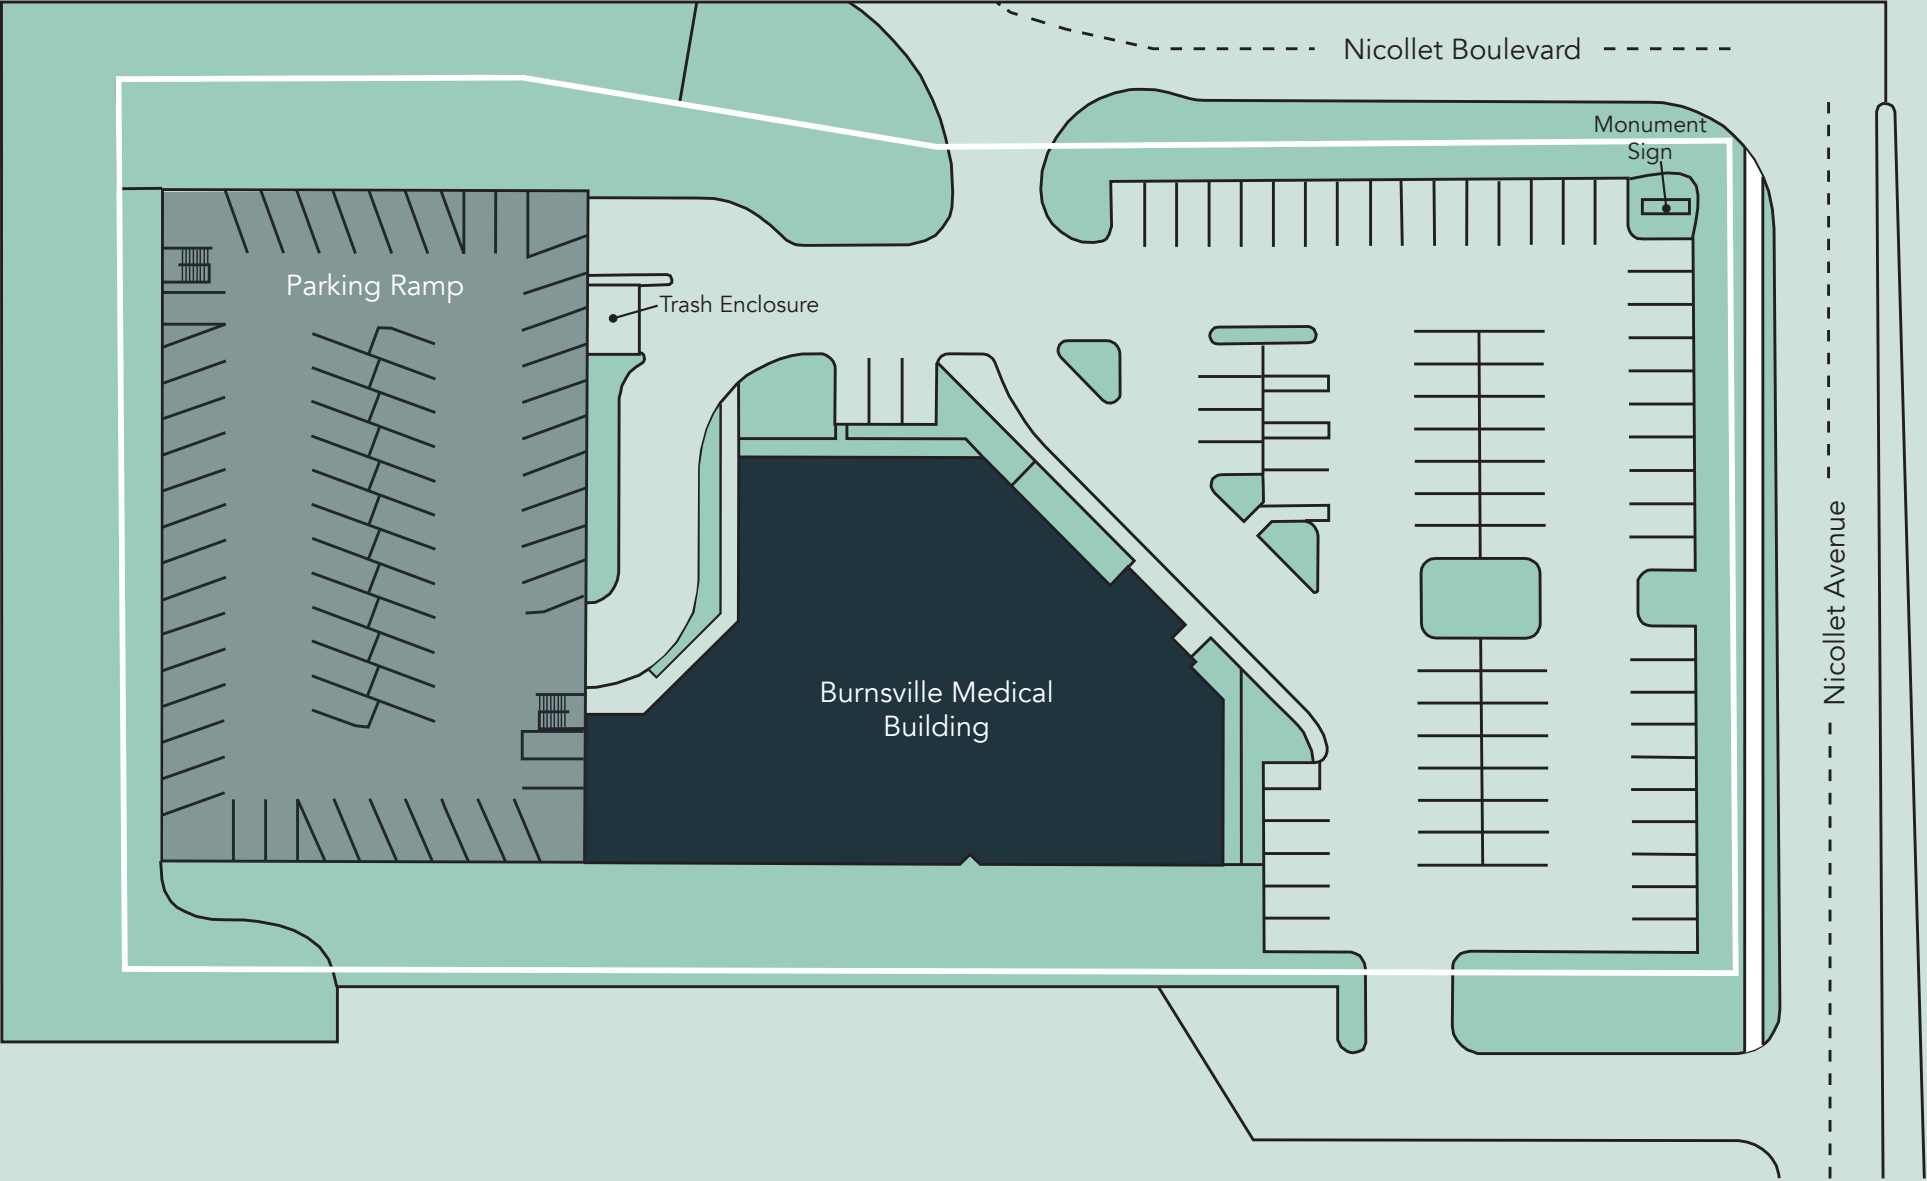 Nicollet Boulevard
Monument
Sign
Parking Ramp
Trash Enclosure
Nicollet Avenue
Burnsville Medical
Building